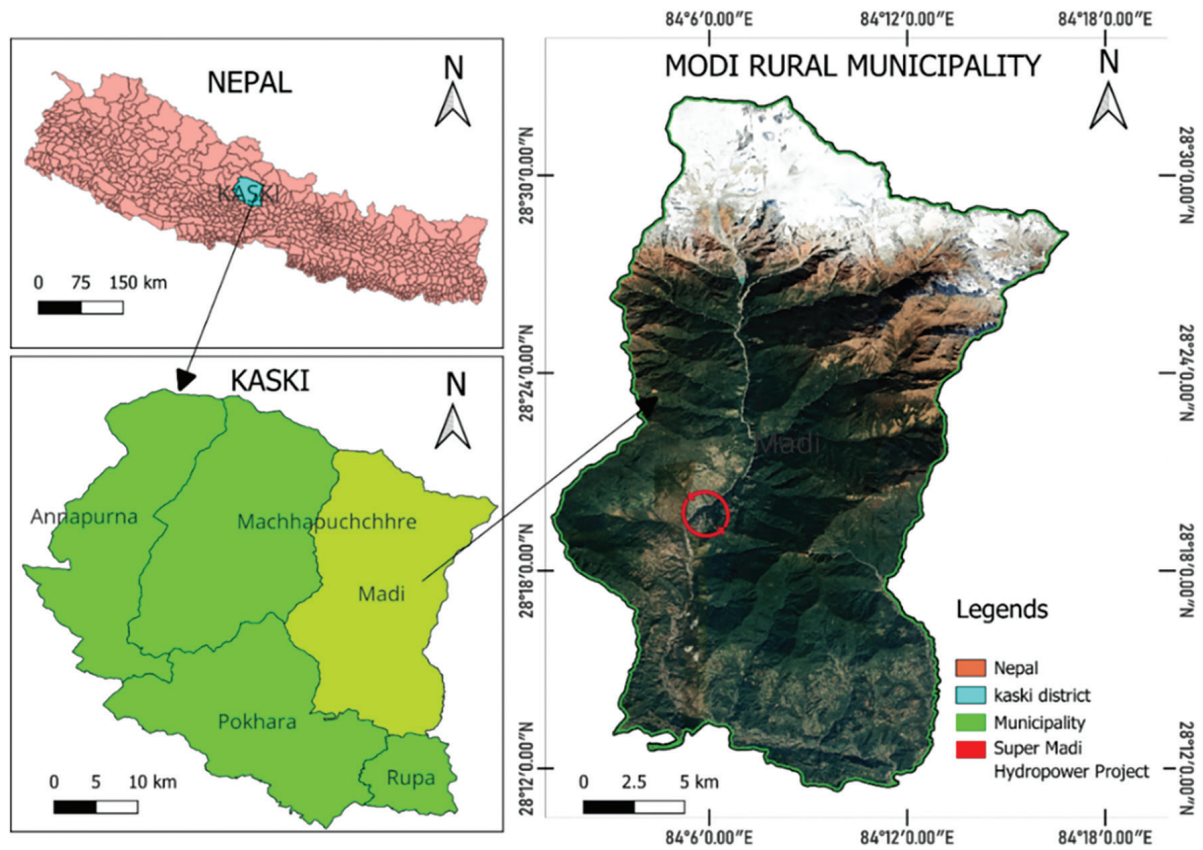 NEPAL
N
KASKI
0 75 150 km
KASKI
N
Annapurna
Machhapuchchhre
Madi
Pokhara
Rupa
0 5 10 km
84°6′0.00″E 84°12′0.00″E 84°18′0.00″E
MODI RURAL MUNICIPALITY
N
28°30′0.00″N 28°30′0.00″N
28°24′0.00″N 28°24′0.00″N
Madi
28°18′0.00″N 28°18′0.00″N
Legends
Nepal
kaski district
Municipality
Super Madi
Hydropower Project
28°12′0.00″N 28°12′0.00″N
0 2.5 5 km
84°6′0.00″E 84°12′0.00″E 84°18′0.00″E